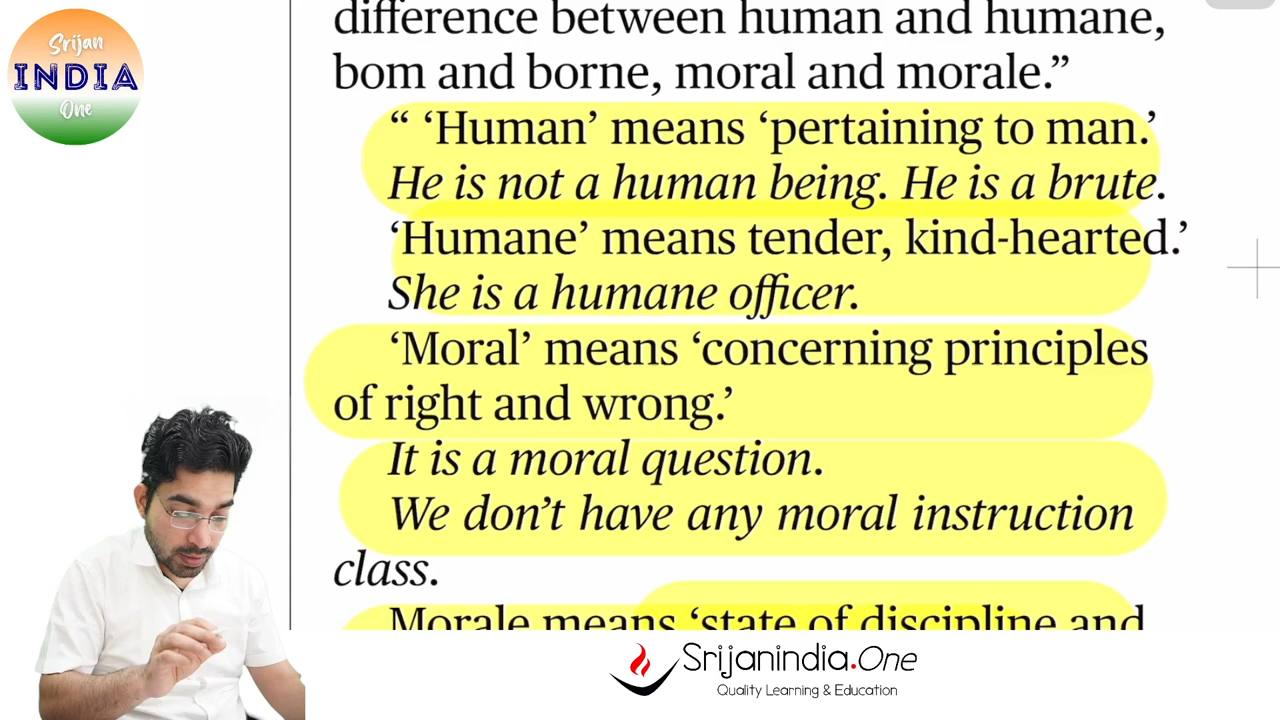 Srijan
INDIA
One
difference between human and humane,
bom and borne, moral and morale.”
“ ‘Human’ means ‘pertaining to man.’
He is not a human being. He is a brute.
‘Humane’ means tender, kind-hearted.’
She is a humane officer.
‘Moral’ means ‘concerning principles
of right and wrong.’
It is a moral question.
We don’t have any moral instruction
class.
Morale means ‘state of discipline and
Srijanindia.One
Quality Learning & Education